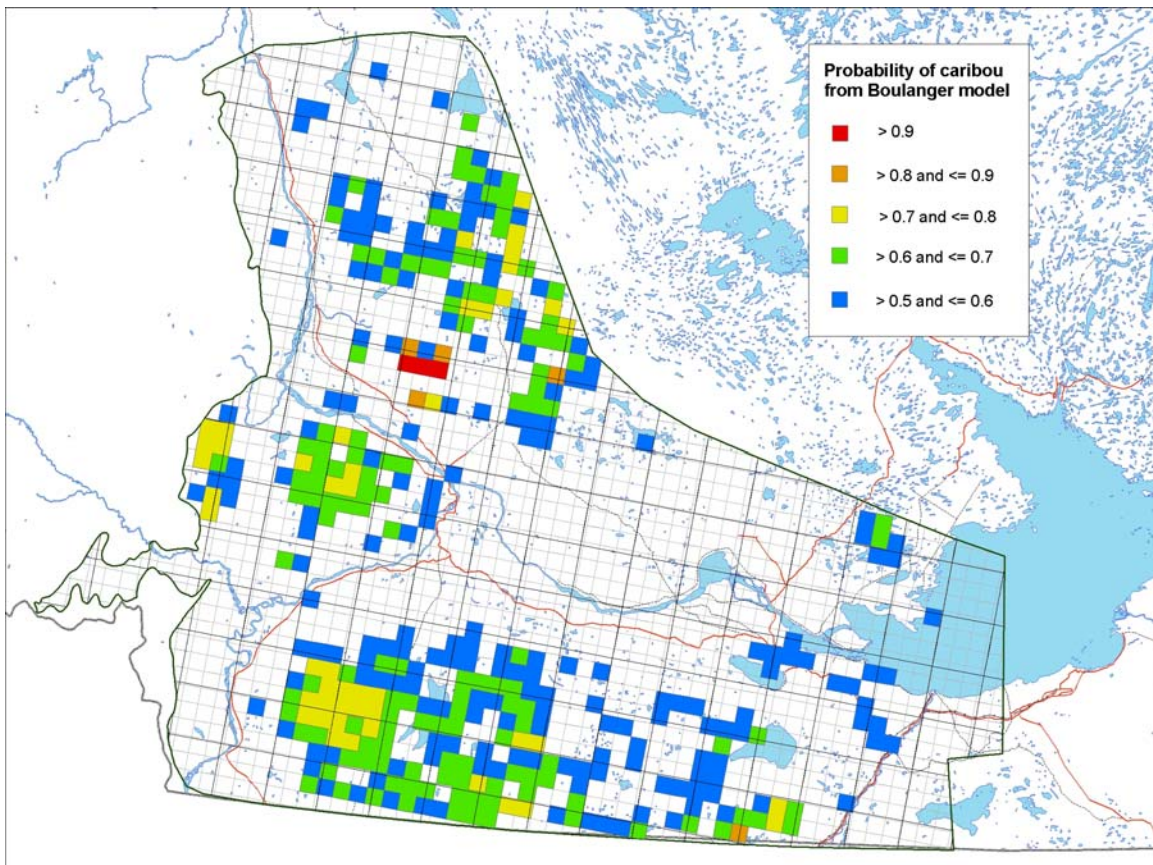 Probability of caribou
from Boulanger model
> 0.9
> 0.8 and <= 0.9
> 0.7 and <= 0.8
> 0.6 and <= 0.7
> 0.5 and <= 0.6